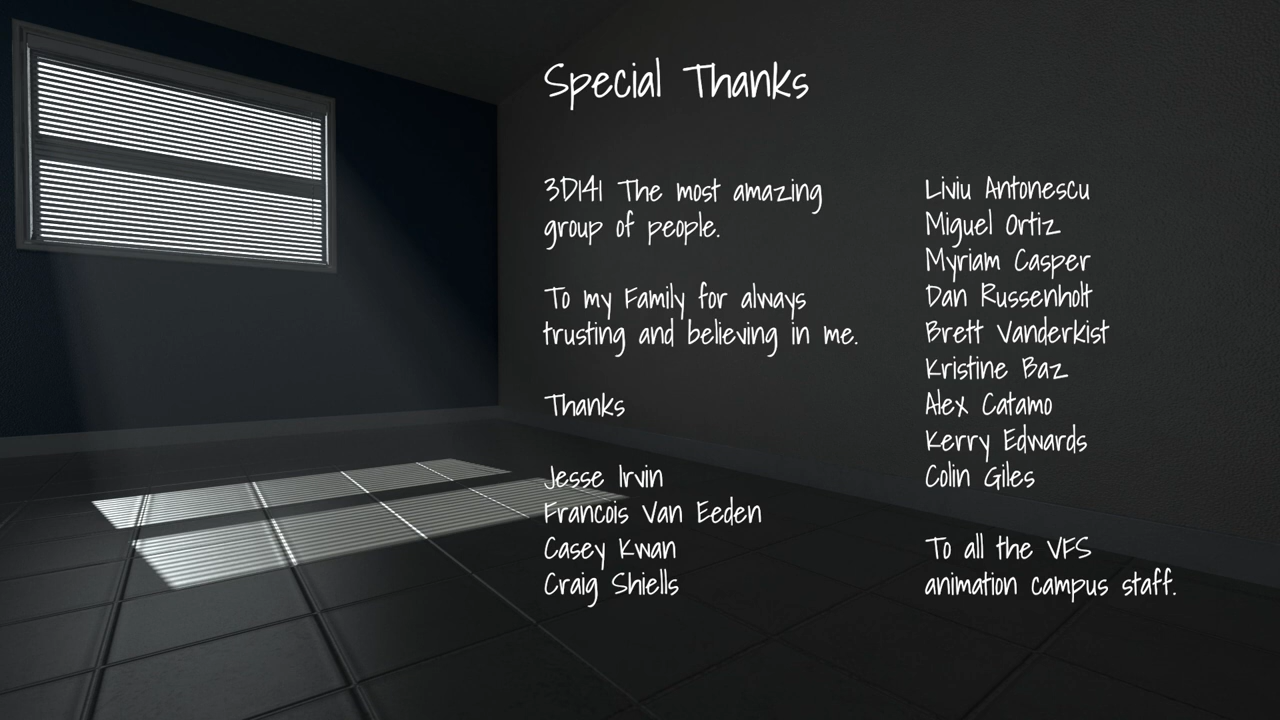 Special Thanks
3D141 The most amazing
group of people.
To my Family for always
trusting and believing in me.
Thanks
Jesse Irvin
Francois Van Eeden
Casey Kwan
Craig Shiells
Liviu Antonescu
Miguel Ortiz
Myriam Casper
Dan Russenholt
Brett Vanderkist
Kristine Baz
Alex Catamo
Kerry Edwards
Colin Giles
To all the VFS
animation campus staff.